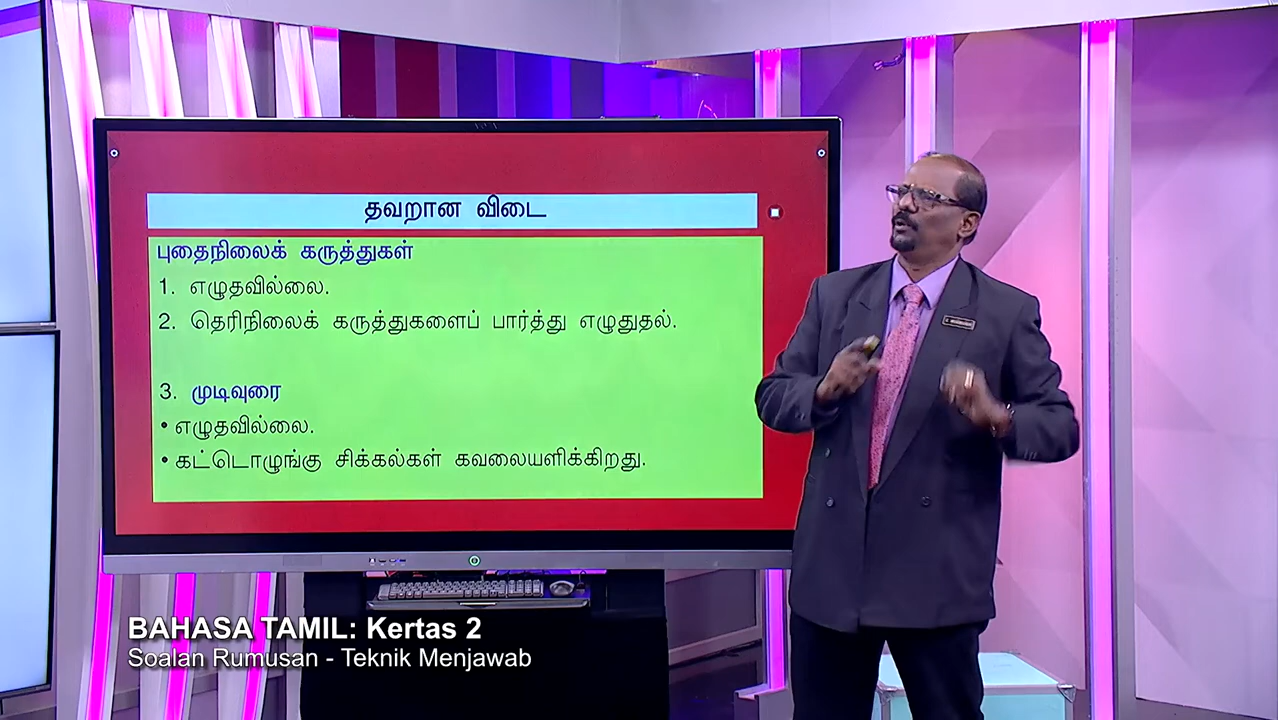 தவறான விடை
புதைநிலைக் கருத்துகள்
1. எழுதவில்லை.
2. தெரிநிலைக் கருத்துகளைப் பார்த்து எழுதுதல்.
3. முடிவுரை
• எழுதவில்லை.
• கட்டொழுங்கு சிக்கல்கள் கவலையளிக்கிறது.
BAHASA TAMIL: Kertas 2
Soalan Rumusan - Teknik Menjawab